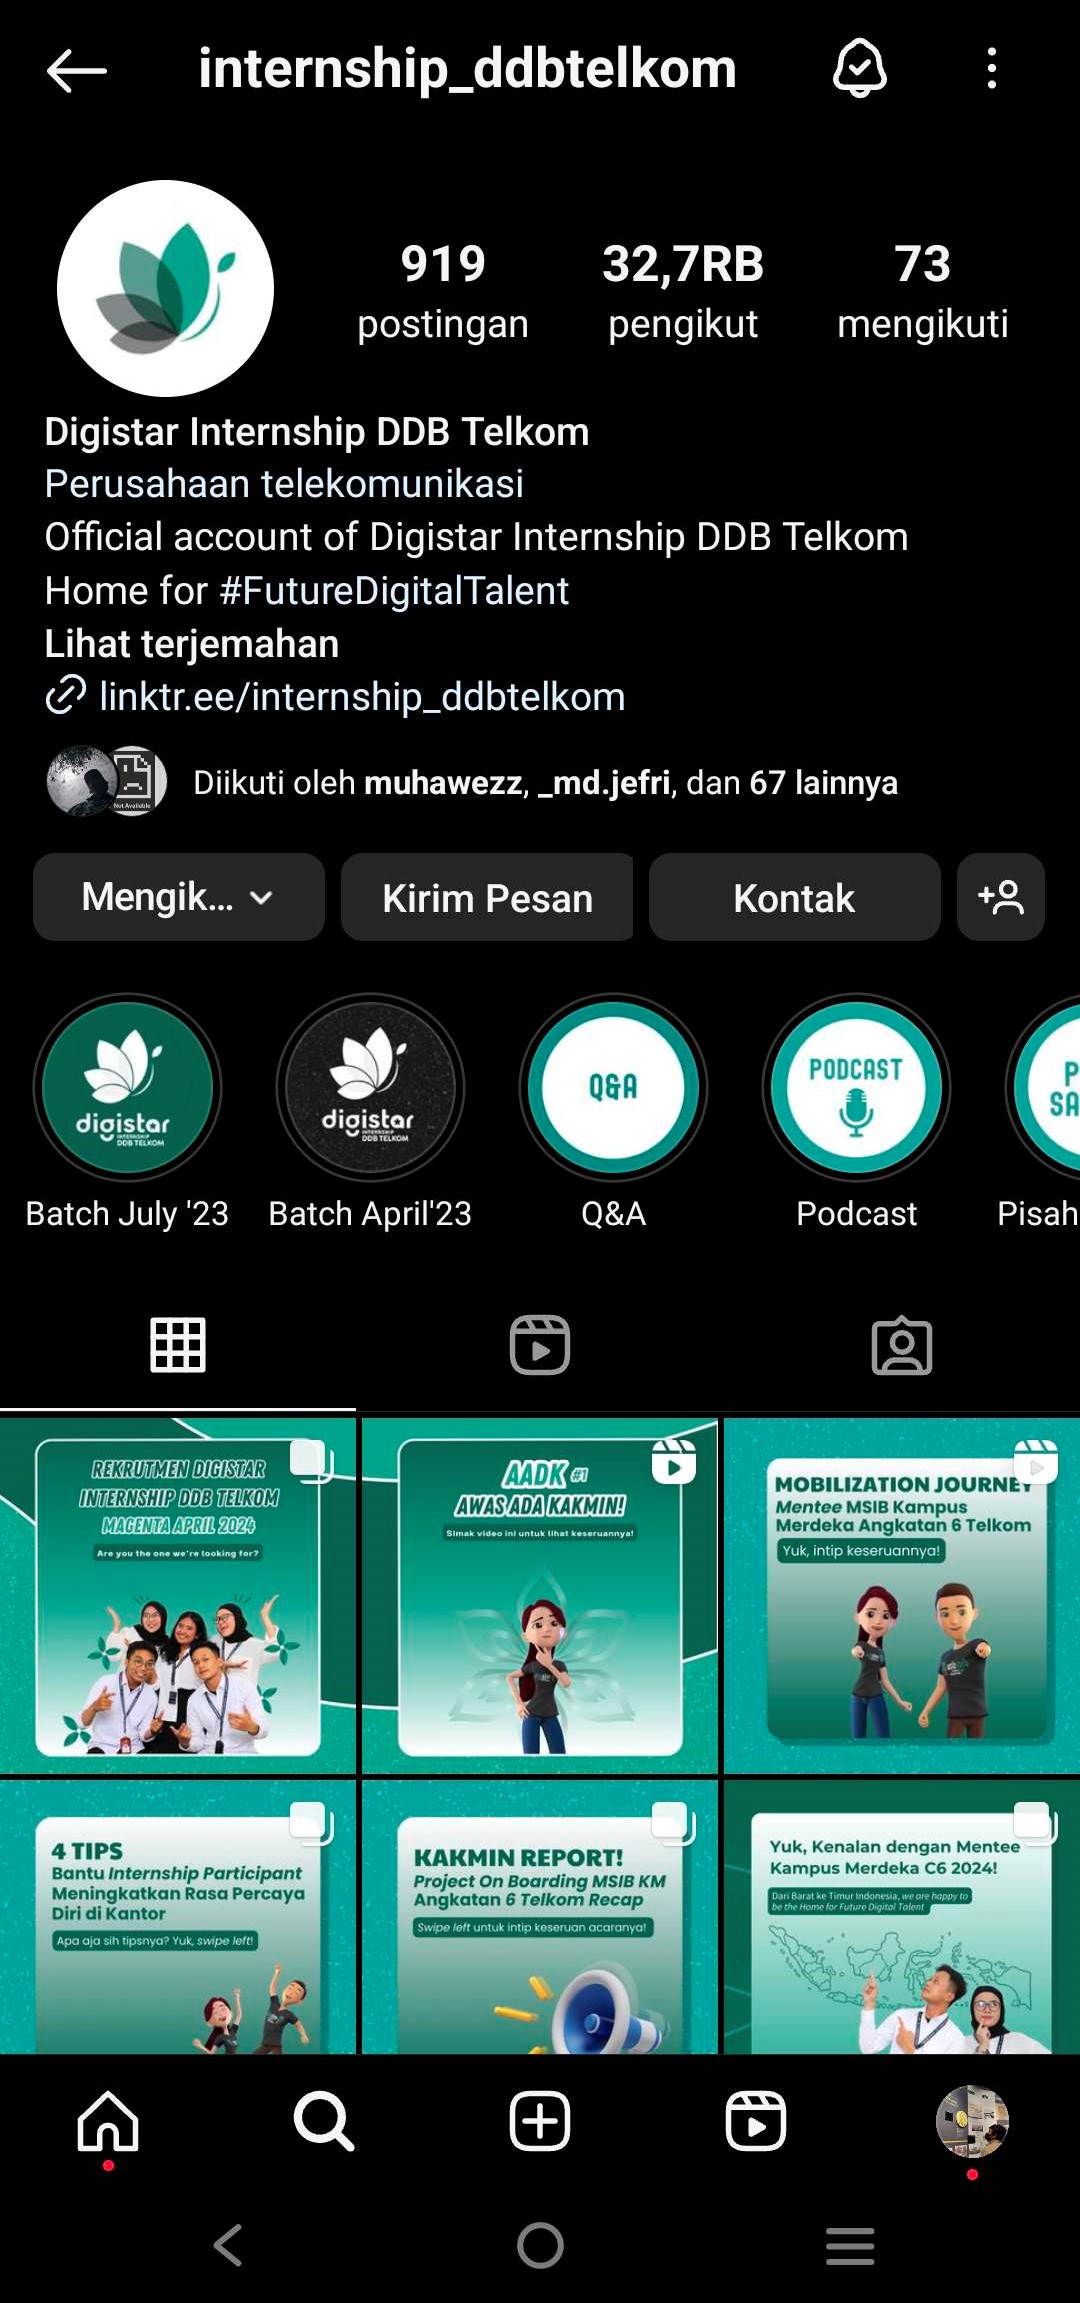 internship_ddbtelkom
919
postingan
32,7RB
pengikut
73
mengikuti
Digistar Internship DDB Telkom
Perusahaan telekomunikasi
Official account of Digistar Internship DDB Telkom
Home for #FutureDigitalTalent
Lihat terjemahan
linktr.ee/internship_ddbtelkom
Not Available
Diikuti oleh muhawezz, _md.jefri, dan 67 lainnya
Mengik...
Kirim Pesan
Kontak
digistar
INTERNSHIP
DDB TELKOM
digistar
INTERNSHIP
DDB TELKOM
Q&A
PODCAST
P
SA
Batch July '23
Batch April'23
Q&A
Podcast
Pisah
REKRUTMEN DIGISTAR
INTERNSHIP DDB TELKOM
MAGENTA APRIL 2024
Are you the one we're looking for?
AADK #1
AWAS ADA KAKMIN!
Simak video ini untuk lihat keseruannya!
MOBILIZATION JOURNEY
Mentee MSIB Kampus
Merdeka Angkatan 6 Telkom
Yuk, intip keseruannya!
4 TIPS
Bantu Internship Participant
Meningkatkan Rasa Percaya
Diri di Kantor
Apa aja sih tipsnya? Yuk, swipe left!
KAKMIN REPORT!
Project On Boarding MSIB KM
Angkatan 6 Telkom Recap
Swipe left untuk intip keseruan acaranya!
Yuk, Kenalan dengan Mentee
Kampus Merdeka C6 2024!
Dari Barat ke Timur Indonesia, we are happy to
be the Home for Future Digital Talent